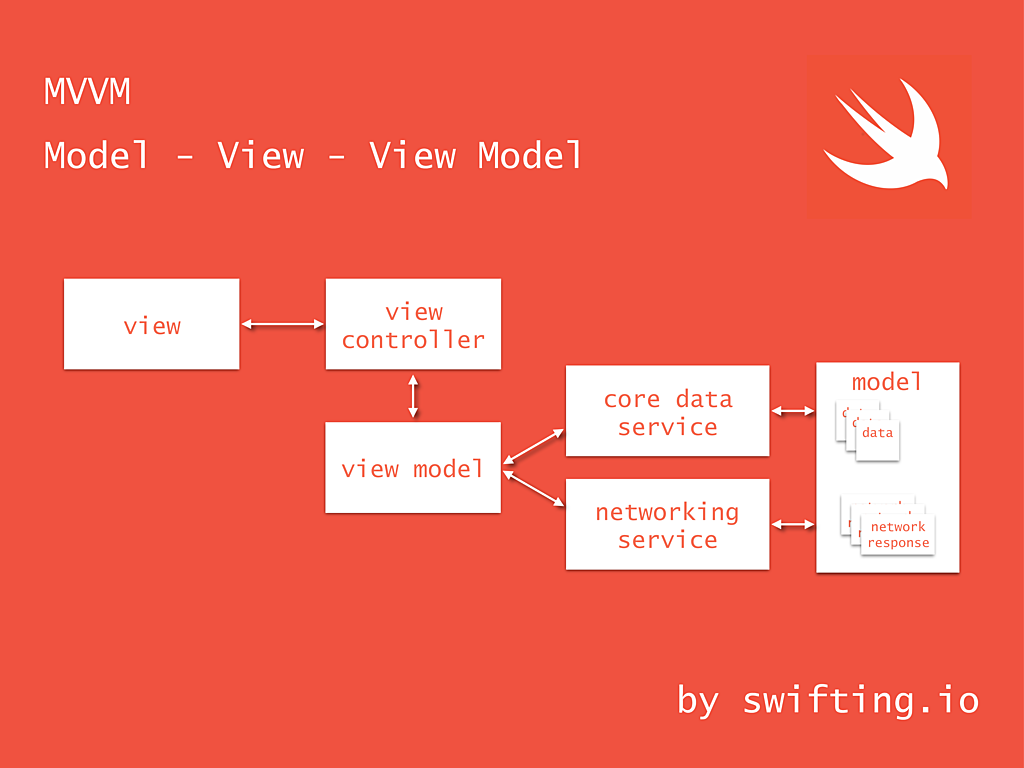 MVVM
Model - View - View Model
view
view
controller
view model
core data
service
networking
service
model
data
network
response
by swifting.io